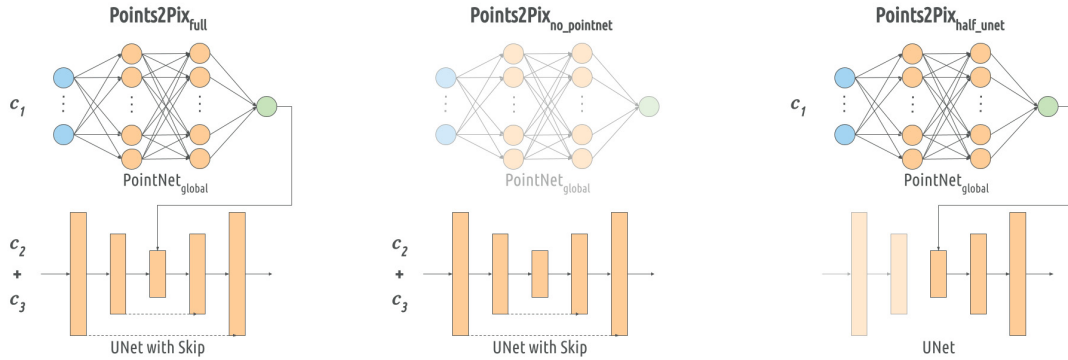 Points2Pix_full
c_1
PointNet_global
c_2
+
c_3
UNet with Skip
Points2Pix_no_pointnet
PointNet_global
c_2
+
c_3
UNet with Skip
Points2Pix_half_unet
c_1
PointNet_global
UNet